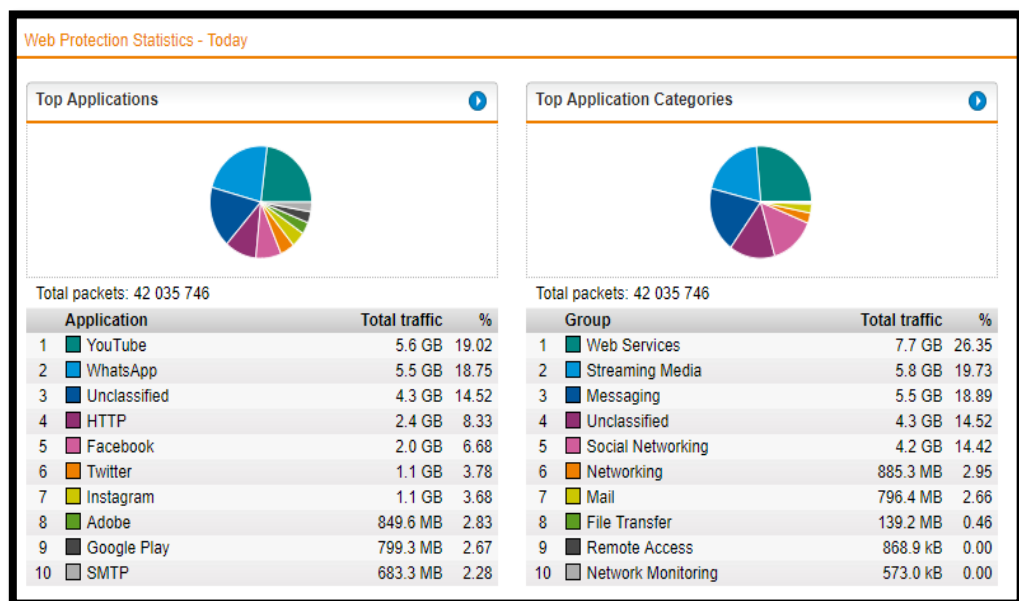 Web Protection Statistics - Today
Top Applications
Total packets: 42 035 746
Application Total traffic %
1 YouTube 5.6 GB 19.02
2 WhatsApp 5.5 GB 18.75
3 Unclassified 4.3 GB 14.52
4 HTTP 2.4 GB 8.33
5 Facebook 2.0 GB 6.68
6 Twitter 1.1 GB 3.78
7 Instagram 1.1 GB 3.68
8 Adobe 849.6 MB 2.83
9 Google Play 799.3 MB 2.67
10 SMTP 683.3 MB 2.28
Top Application Categories
Total packets: 42 035 746
Group Total traffic %
1 Web Services 7.7 GB 26.35
2 Streaming Media 5.8 GB 19.73
3 Messaging 5.5 GB 18.89
4 Unclassified 4.3 GB 14.52
5 Social Networking 4.2 GB 14.42
6 Networking 885.3 MB 2.95
7 Mail 796.4 MB 2.66
8 File Transfer 139.2 MB 0.46
9 Remote Access 868.9 kB 0.00
10 Network Monitoring 573.0 kB 0.00